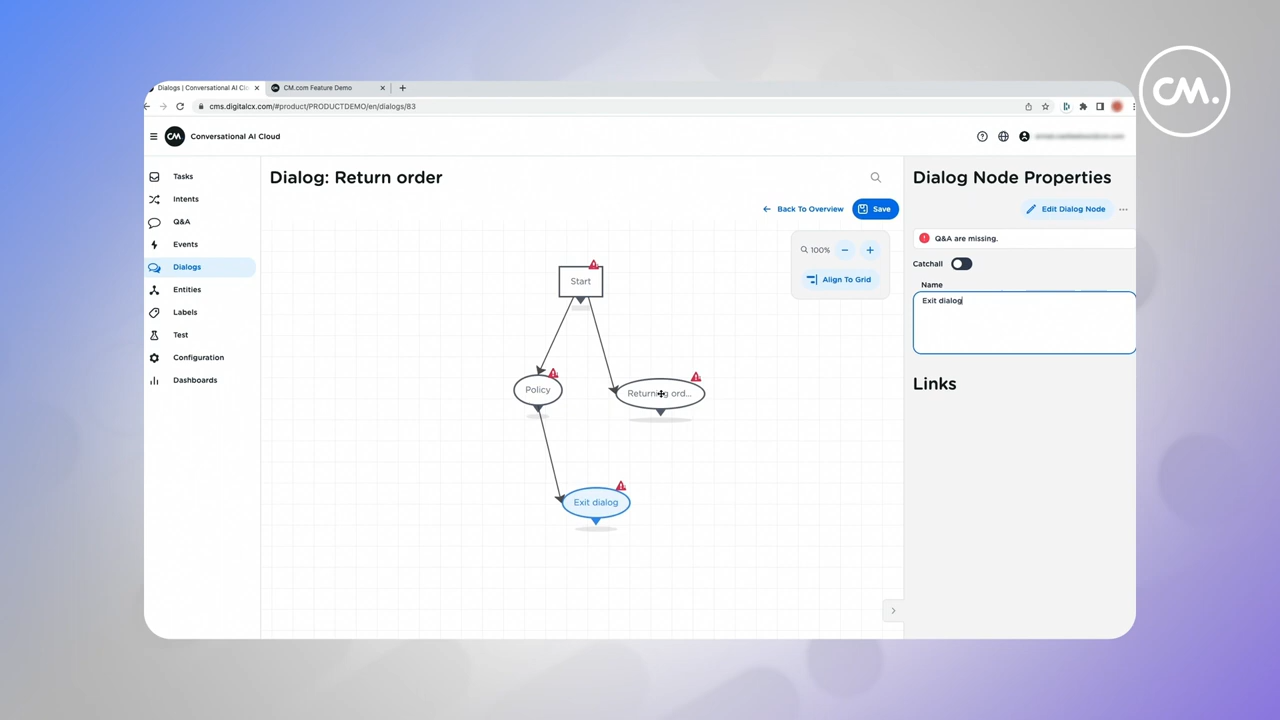 CM.
Dialogs | Conversational AI Clo
CM.com Feature Demo
cms.digitalcx.com/#product/PRODUCTDEMO/en/dialogs/83
CM
Conversational AI Cloud
Tasks
Intents
Q&A
Events
Dialogs
Entities
Labels
Test
Configuration
Dashboards
Dialog: Return order
Back To Overview
Save
100%
Align To Grid
Start
Policy
Returning ord...
Exit dialog
Dialog Node Properties
Edit Dialog Node
Q&A are missing.
Catchall
Name
Exit dialog
Links